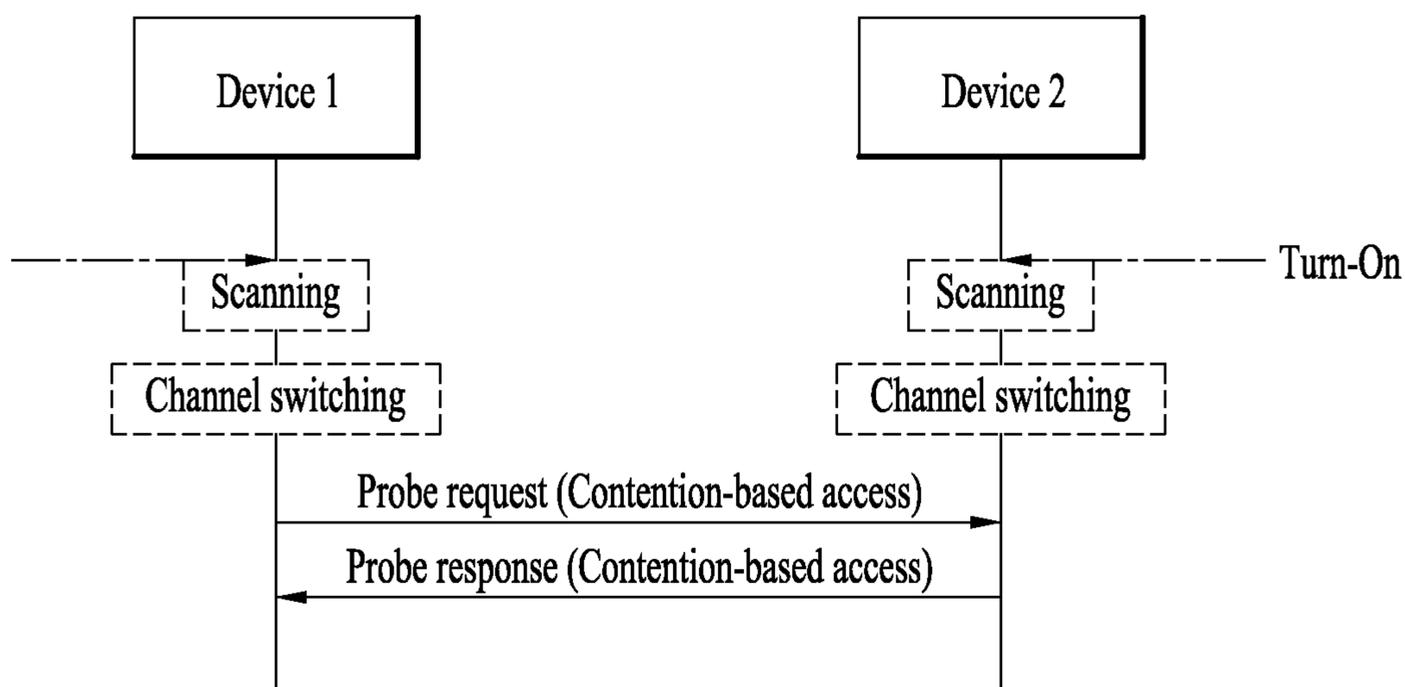 Device 1
Device 2
Turn-On
Scanning
Scanning
Channel switching
Channel switching
Probe request (Contention-based access)
Probe response (Contention-based access)